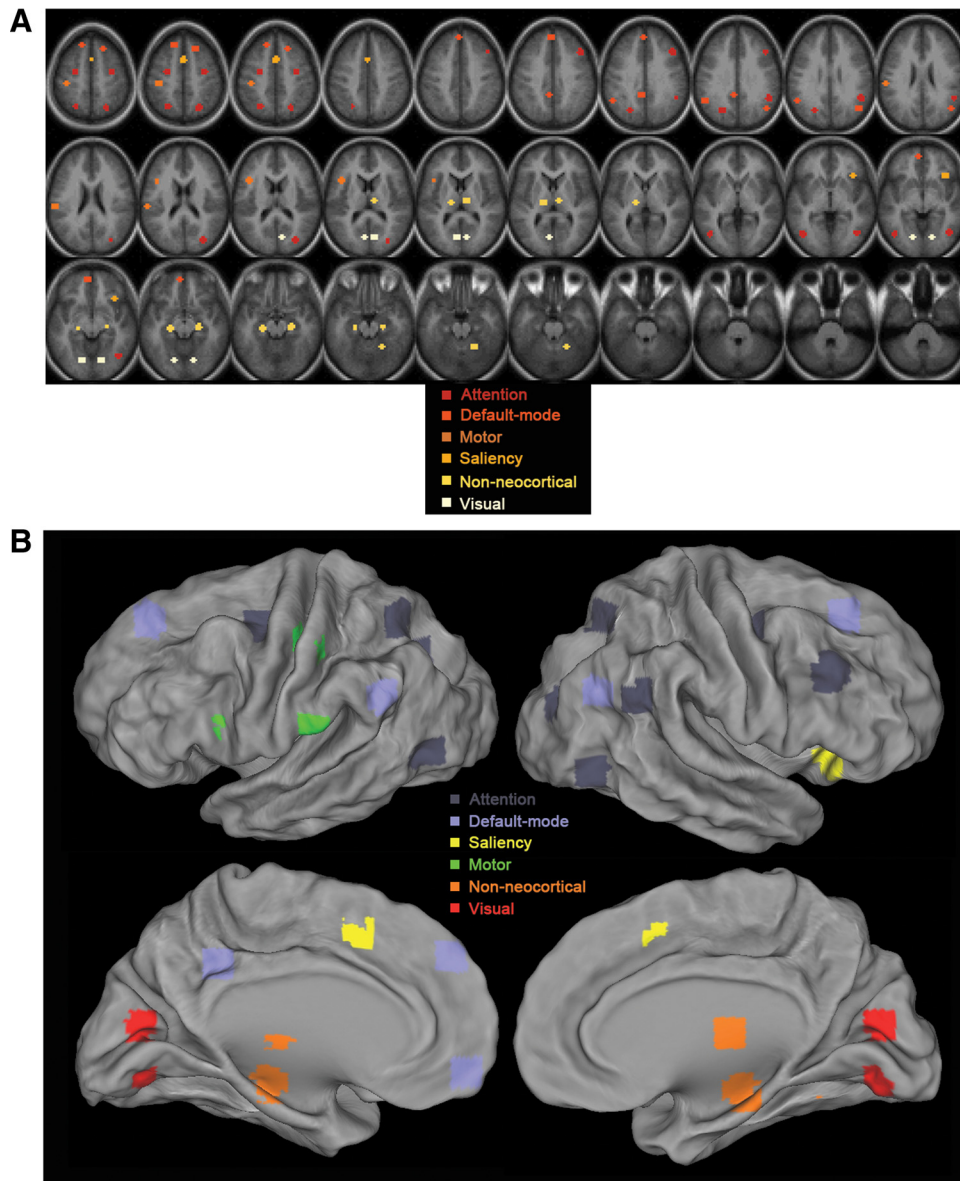 A
Attention
Default-mode
Motor
Saliency
Non-neocortical
Visual
B
Attention
Default-mode
Saliency
Motor
Non-neocortical
Visual